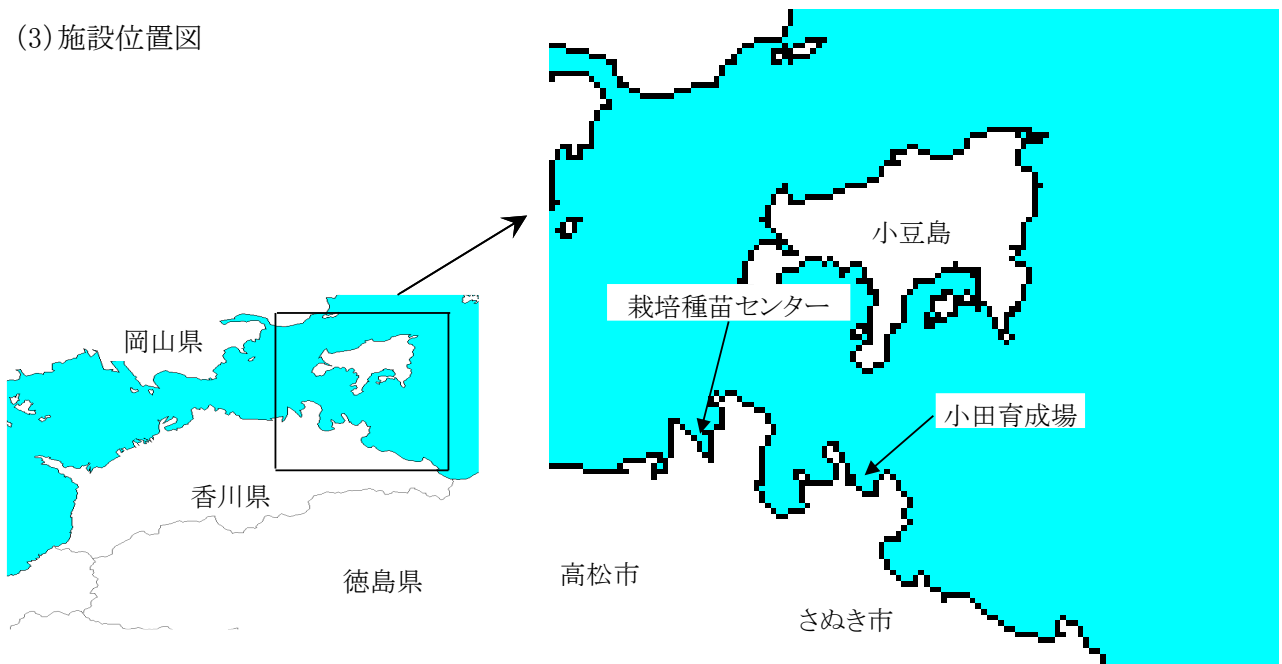 (3)施設位置図
小豆島
栽培種苗センター
岡山県
小田育成場
香川県
高松市
徳島県
さぬき市